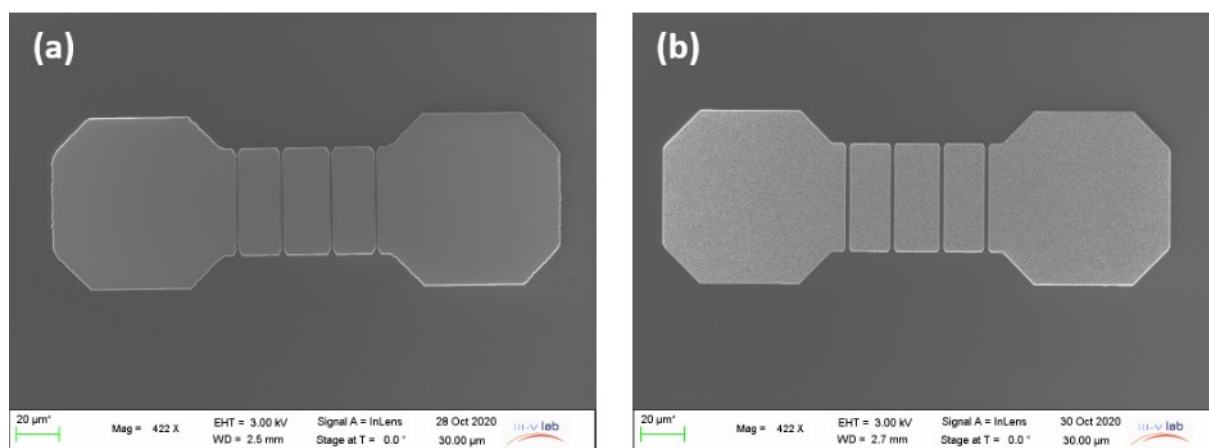 (a)
20 µm*
Mag = 422 X
EHT = 3.00 kV
WD = 2.5 mm
Signal A = InLens
Stage at T = 0.0 °
28 Oct 2020
30.00 µm
III-V lab
(b)
20 µm*
Mag = 422 X
EHT = 3.00 kV
WD = 2.7 mm
Signal A = InLens
Stage at T = 0.0 °
30 Oct 2020
30.00 µm
III-V lab